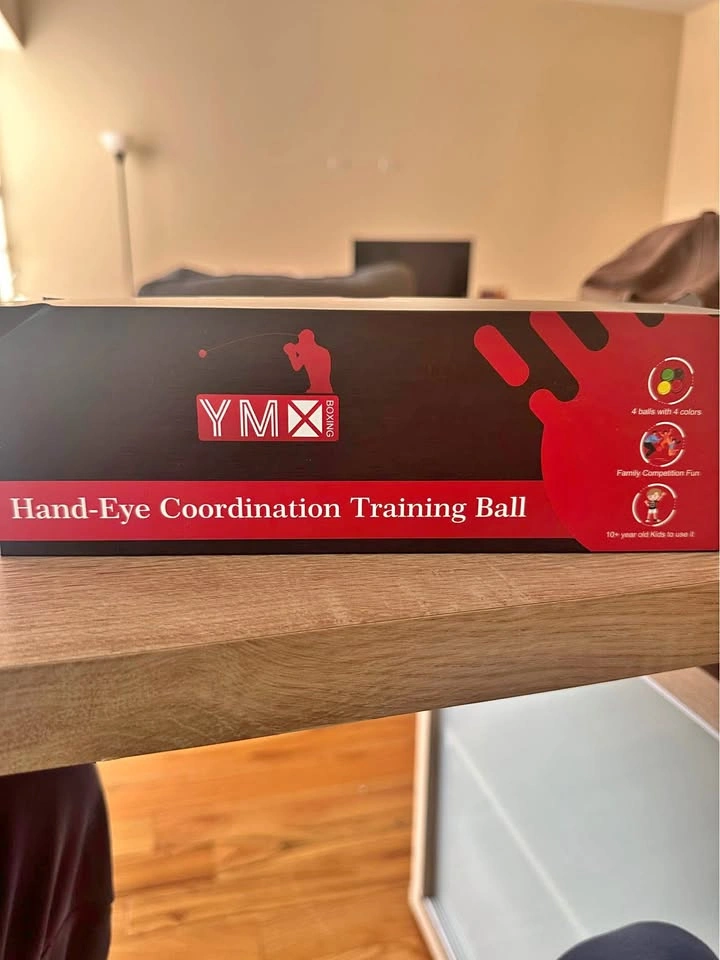 YMX BOXING
Hand-Eye Coordination Training Ball
4 balls with 4 colors
Family Competition Fun
10+ year old Kids to use it